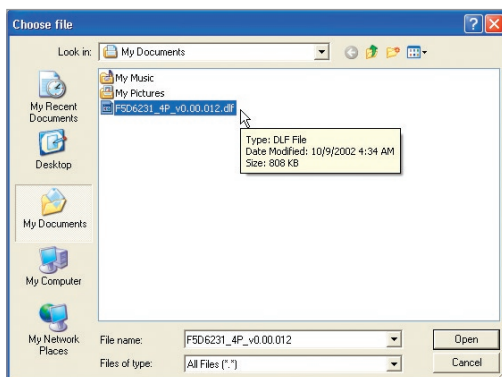 Choose file
Look in:
My Documents
My Recent
Documents
Desktop
My Documents
My Computer
My Network
Places
My Music
My Pictures
F5D6231_4P_v0.00.012.dlf
Type: DLF File
Date Modified: 10/9/2002 4:34 AM
Size: 808 KB
File name:
F5D6231_4P_v0.00.012
Open
Files of type:
All Files (*.*)
Cancel